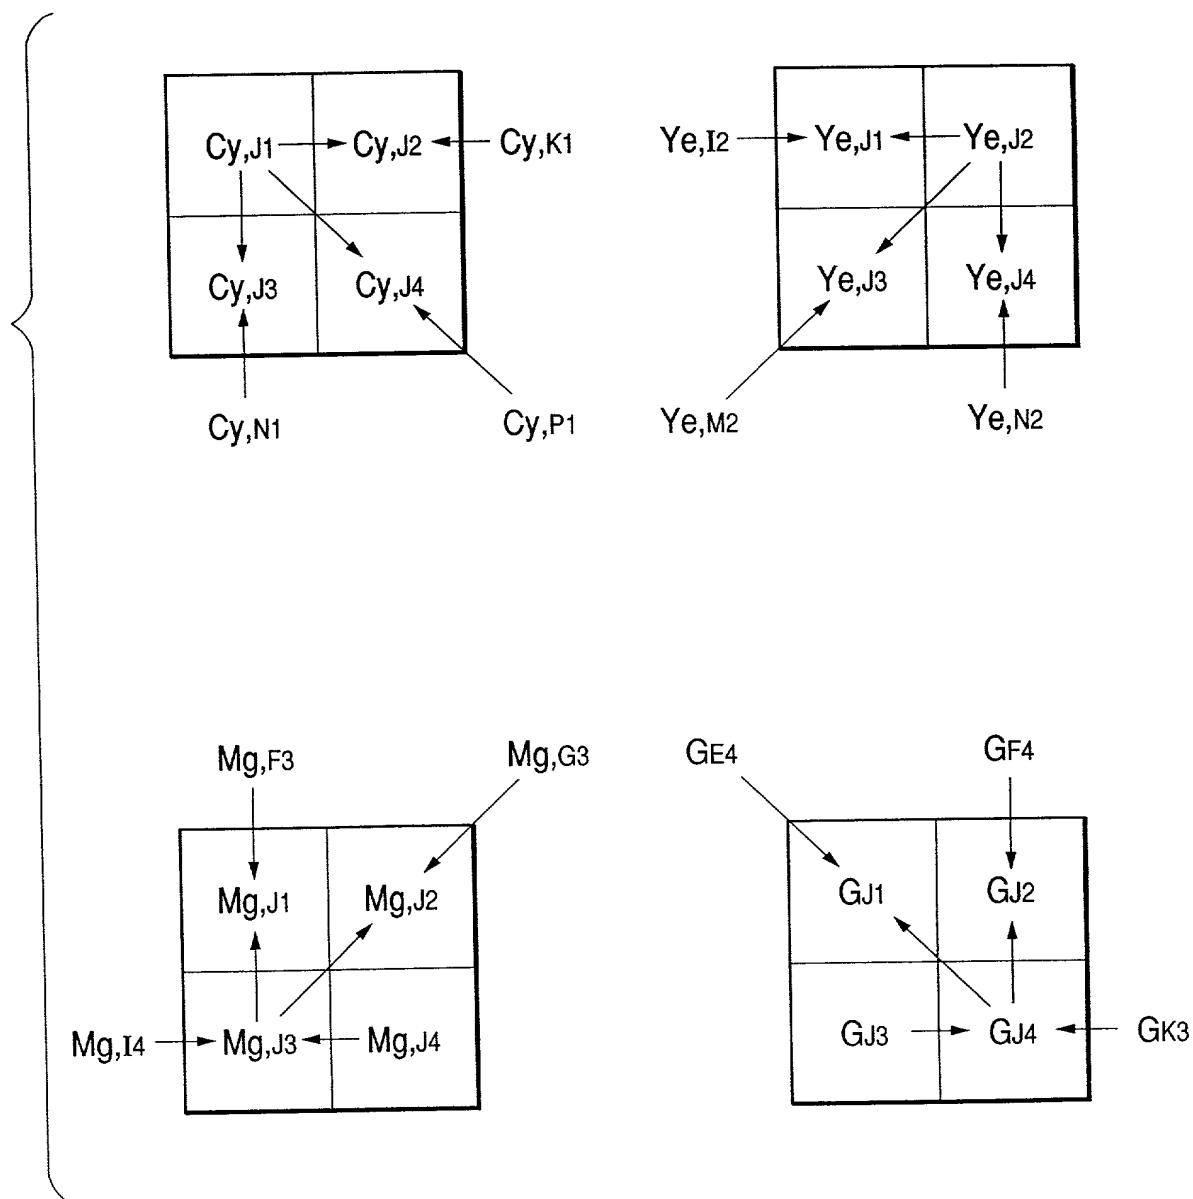 Cy,J1 Cy,J2 Cy,K1
Cy,J3 Cy,J4
Cy,N1 Cy,P1
Ye,I2 Ye,J1 Ye,J2
Ye,J3 Ye,J4
Ye,M2 Ye,N2
Mg,F3 Mg,G3
Mg,J1 Mg,J2
Mg,I4 Mg,J3 Mg,J4
GE4 GF4
GJ1 GJ2
GJ3 GJ4 GK3